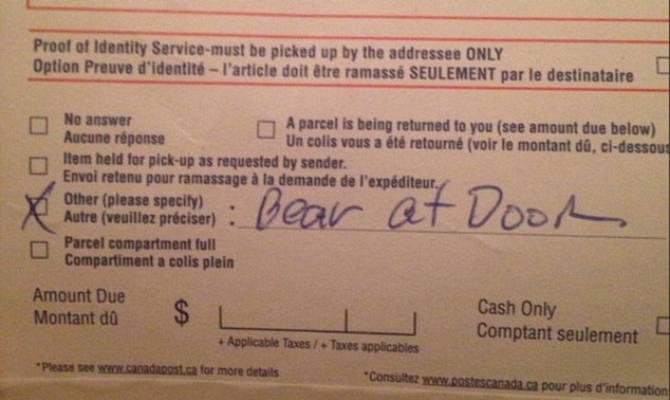 Proof of Identity Service-must be picked up by the addressee ONLY
Option Preuve d'identité – l'article doit être ramassé SEULEMENT par le destinataire
No answer
Aucune réponse
A parcel is being returned to you (see amount due below)
Un colis vous a été retourné (voir le montant dû, ci-dessous
Item held for pick-up as requested by sender.
Envoi retenu pour ramassage à la demande de l'expéditeur.
Other (please specify)
Autre (veuillez préciser) : Bear at Door
Parcel compartment full
Compartiment a colis plein
Amount Due
Montant dû
$
Cash Only
Comptant seulement
+ Applicable Taxes / + Taxes applicables
*Please see www.canadapost.ca for more details
*Consultez www.postescanada.ca pour plus d'information